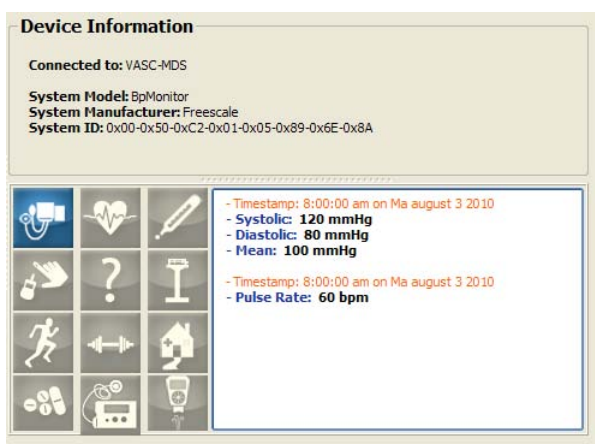 Device Information
Connected to: VASC-MDS
System Model: BpMonitor
System Manufacturer: Freescale
System ID: 0x00-0x50-0xC2-0x01-0x05-0x89-0x6E-0x8A
- Timestamp: 8:00:00 am on Ma august 3 2010
- Systolic: 120 mmHg
- Diastolic: 80 mmHg
- Mean: 100 mmHg
- Timestamp: 8:00:00 am on Ma august 3 2010
- Pulse Rate: 60 bpm
?